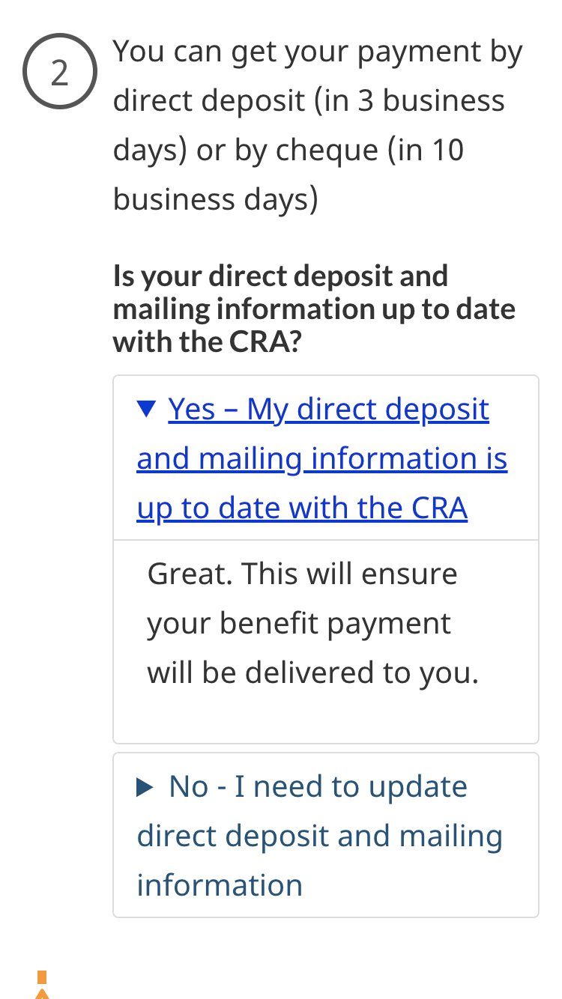 2
You can get your payment by
direct deposit (in 3 business
days) or by cheque (in 10
business days)
Is your direct deposit and
mailing information up to date
with the CRA?
▼ Yes – My direct deposit
and mailing information is
up to date with the CRA
Great. This will ensure
your benefit payment
will be delivered to you.
▶ No - I need to update
direct deposit and mailing
information